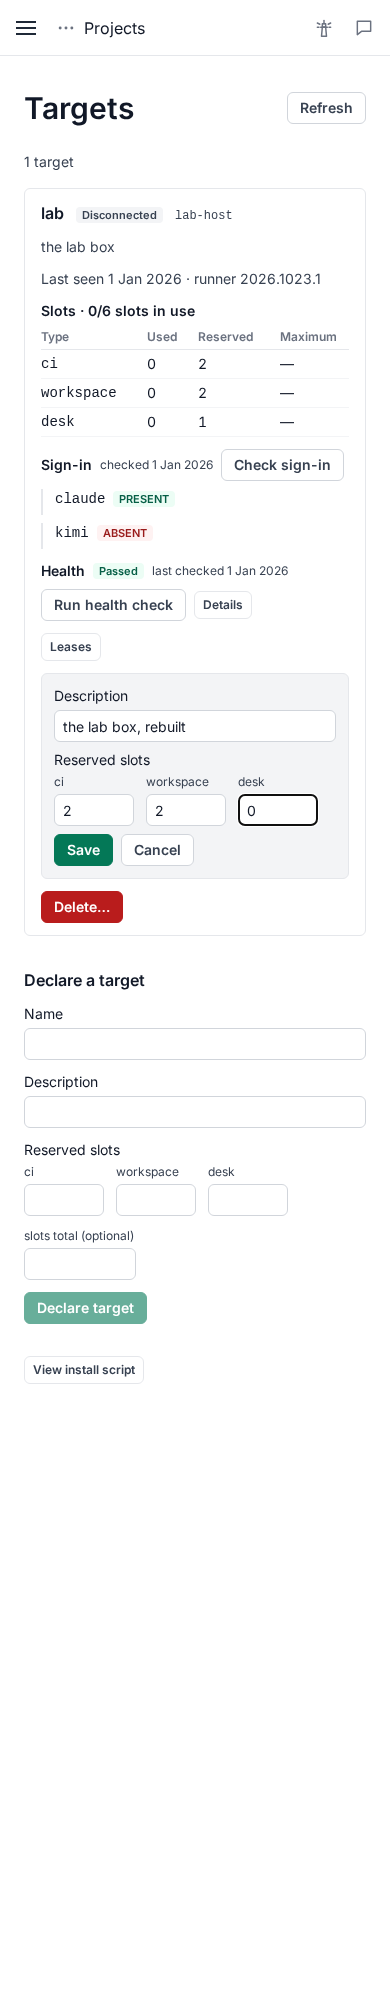 Projects
Targets
Refresh
1 target
lab Disconnected lab-host
the lab box
Last seen 1 Jan 2026 · runner 2026.1023.1
Slots · 0/6 slots in use
Type Used Reserved Maximum
ci 0 2 —
workspace 0 2 —
desk 0 1 —
Sign-in checked 1 Jan 2026 Check sign-in
claude PRESENT
kimi ABSENT
Health Passed last checked 1 Jan 2026
Run health check Details
Leases
Description
the lab box, rebuilt
Reserved slots
ci workspace desk
2 2 0
Save Cancel
Delete...
Declare a target
Name
Description
Reserved slots
ci workspace desk
slots total (optional)
Declare target
View install script